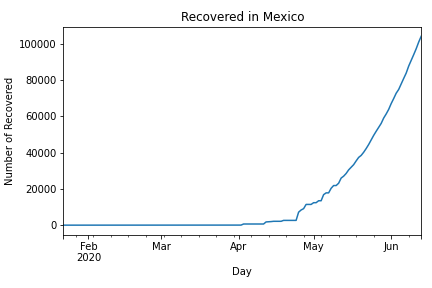 Recovered in Mexico
Number of Recovered
100000
80000
60000
40000
20000
0
Feb
2020
Mar
Apr
May
Jun
Day